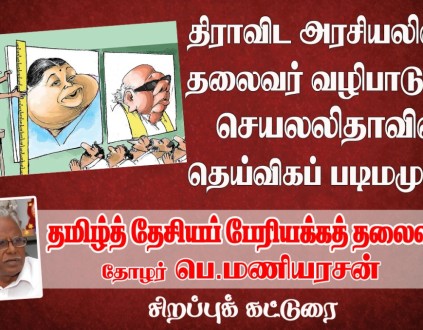 திராவிட அரசியலி
தலைவர் வழிபாடு
செயலலிதாவி
தெய்விகப் படிமமு
தமிழ்த் தேசியப் பேரியக்கத் தலை
தோழர் பெ.மணியரசன்
சிறப்புக் கட்டுரை